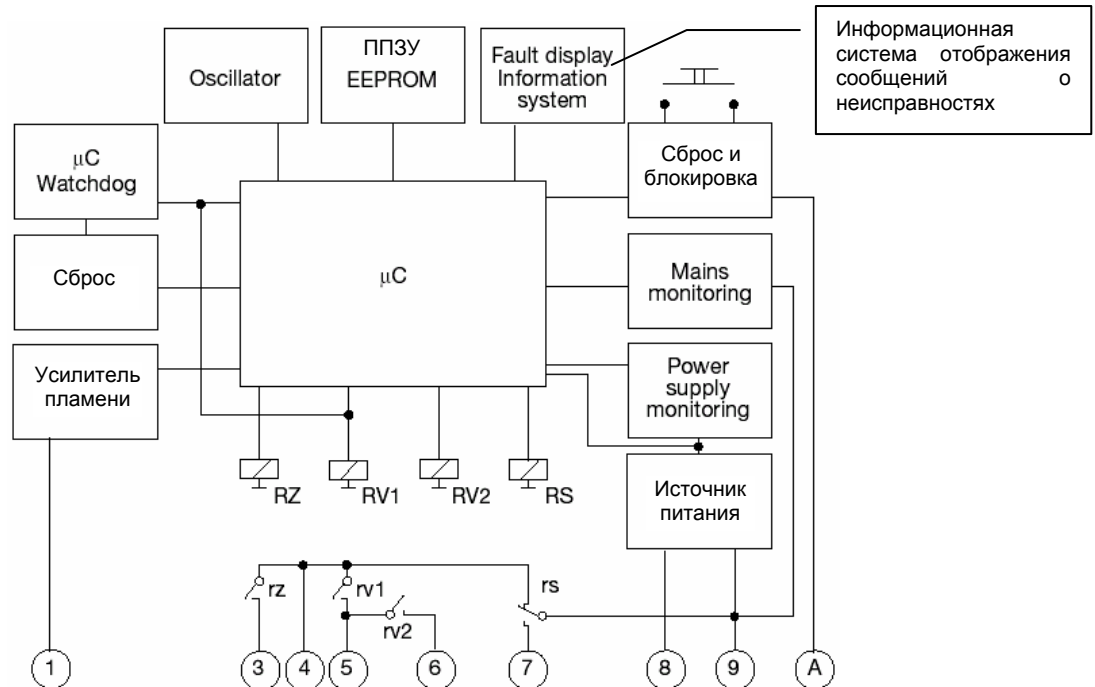 Информационная
система отображения
сообщений о
неисправностях
Oscillator
ППЗУ
EEPROM
Fault display
Information
system
μC
Watchdog
Сброс и
блокировка
Сброс
μC
Mains
monitoring
Усилитель
пламени
Power
supply
monitoring
RZ
RV1
RV2
RS
Источник
питания
rz
rv1
rv2
rs
1
3
4
5
6
7
8
9
A